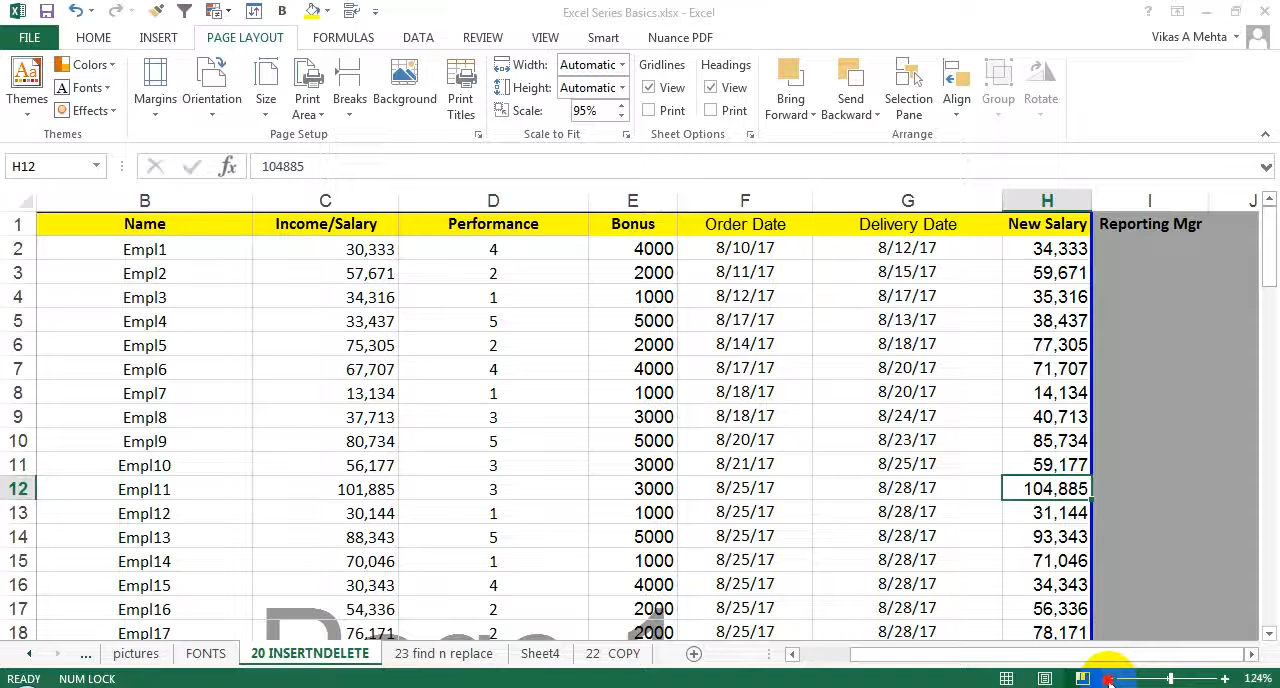 Excel Series Basics.xlsx - Excel
FILE HOME INSERT PAGE LAYOUT FORMULAS DATA REVIEW VIEW Smart Nuance PDF Vikas A Mehta
Themes Colors Fonts Effects Margins Orientation Size Print Area Breaks Background Print Titles Width: Automatic Height: Automatic Scale: 95% Gridlines View Print Headings View Print Bring Forward Send Backward Selection Pane Align Group Rotate
Themes Page Setup Scale to Fit Sheet Options Arrange
H12 fx 104885
B C D E F G H I J
1 Name Income/Salary Performance Bonus Order Date Delivery Date New Salary Reporting Mgr
2 Empl1 30,333 4 4000 8/10/17 8/12/17 34,333
3 Empl2 57,671 2 2000 8/11/17 8/15/17 59,671
4 Empl3 34,316 1 1000 8/12/17 8/17/17 35,316
5 Empl4 33,437 5 5000 8/17/17 8/13/17 38,437
6 Empl5 75,305 2 2000 8/14/17 8/18/17 77,305
7 Empl6 67,707 4 4000 8/17/17 8/20/17 71,707
8 Empl7 13,134 1 1000 8/18/17 8/20/17 14,134
9 Empl8 37,713 3 3000 8/18/17 8/24/17 40,713
10 Empl9 80,734 5 5000 8/20/17 8/23/17 85,734
11 Empl10 56,177 3 3000 8/21/17 8/25/17 59,177
12 Empl11 101,885 3 3000 8/25/17 8/28/17 104,885
13 Empl12 30,144 1 1000 8/25/17 8/28/17 31,144
14 Empl13 88,343 5 5000 8/25/17 8/28/17 93,343
15 Empl14 70,046 1 1000 8/25/17 8/28/17 71,046
16 Empl15 30,343 4 4000 8/25/17 8/28/17 34,343
17 Empl16 54,336 2 2000 8/25/17 8/28/17 56,336
18 Empl17 76,171 2 2000 8/25/17 8/28/17 78,171
... pictures FONTS 20 INSERTNDELETE 23 find n replace Sheet4 22 COPY
READY NUM LOCK 124%